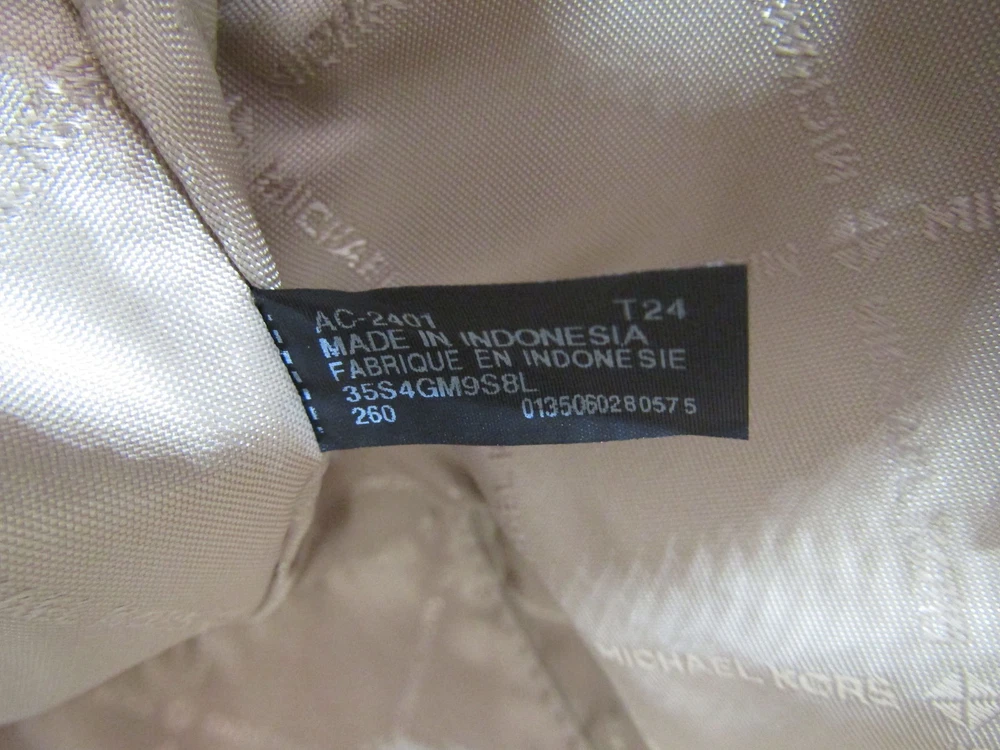 AC-2401 T24
MADE IN INDONESIA
FABRIQUE EN INDONESIE
35S4GM9S8L
260 0135060280575
MICHAEL KORS